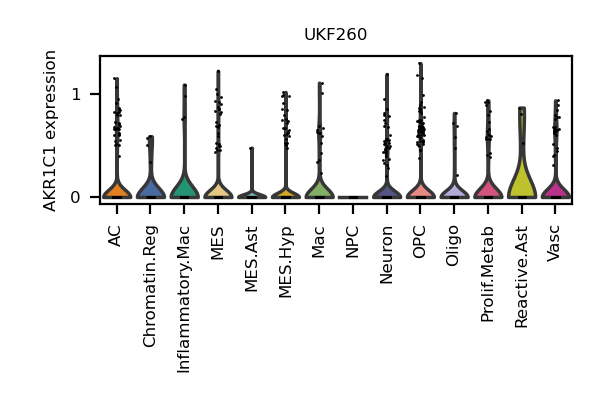 UKF260
AKR1C1 expression
1
0
AC
Chromatin.Reg
Inflammatory.Mac
MES
MES.Ast
MES.Hyp
Mac
NPC
Neuron
OPC
Oligo
Prolif.Metab
Reactive.Ast
Vasc